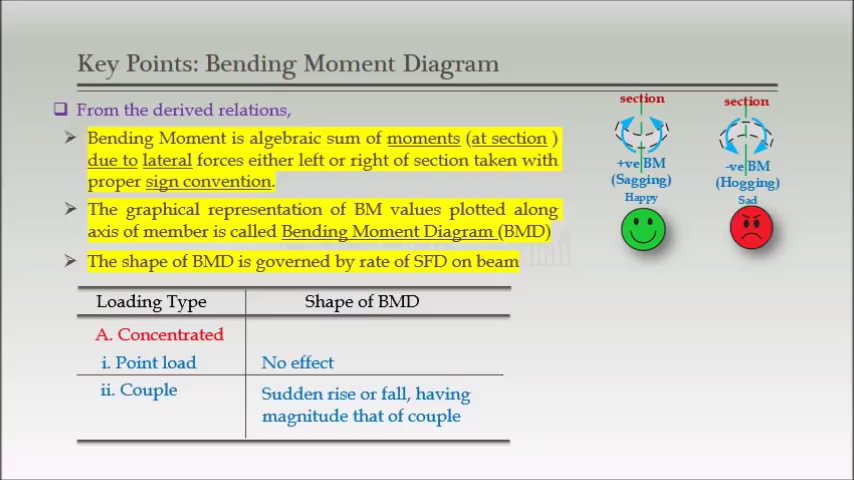 Key Points: Bending Moment Diagram
From the derived relations,
Bending Moment is algebraic sum of moments (at section )
due to lateral forces either left or right of section taken with
proper sign convention.
The graphical representation of BM values plotted along
axis of member is called Bending Moment Diagram (BMD)
The shape of BMD is governed by rate of SFD on beam
section
+ve BM
(Sagging)
Happy
section
-ve BM
(Hogging)
Sad
Loading Type Shape of BMD
A. Concentrated
i. Point load No effect
ii. Couple Sudden rise or fall, having
magnitude that of couple